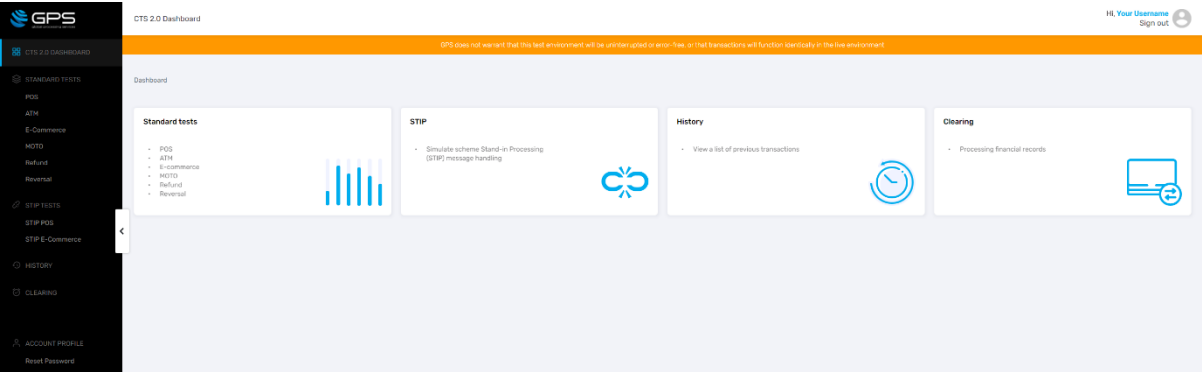 GPS
CTS 2.0 DASHBOARD
STANDARD TESTS
POS
ATM
E-Commerce
MOTO
Refund
Reversal
STIP TESTS
STIP POS
STIP E-Commerce
HISTORY
CLEARING
ACCOUNT PROFILE
Reset Password
CTS 2.0 Dashboard
Hi, Your Username
Sign out
GPS does not warrant that this test environment will be uninterrupted or error-free, or that transactions will function identically in the live environment
Dashboard
Standard tests
- POS
- ATM
- E-commerce
- MOTO
- Refund
- Reversal
STIP
- Simulate scheme Stand-in Processing
(STIP) message handling
History
- View a list of previous transactions
Clearing
- Processing financial records